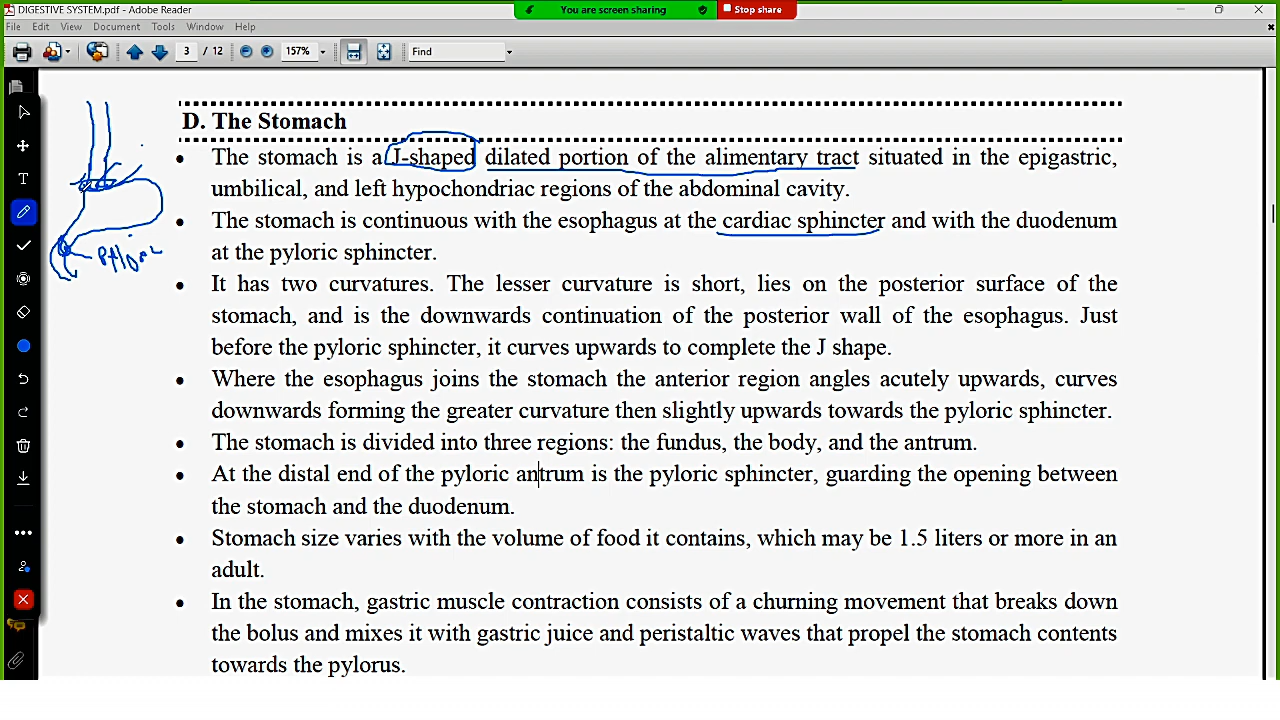 DIGESTIVE SYSTEM.pdf - Adobe Reader
You are screen sharing
Stop share
File Edit View Document Tools Window Help
3 / 12
157%
Find
D. The Stomach
• The stomach is a J-shaped dilated portion of the alimentary tract situated in the epigastric,
umbilical, and left hypochondriac regions of the abdominal cavity.
• The stomach is continuous with the esophagus at the cardiac sphincter and with the duodenum
at the pyloric sphincter.
• It has two curvatures. The lesser curvature is short, lies on the posterior surface of the
stomach, and is the downwards continuation of the posterior wall of the esophagus. Just
before the pyloric sphincter, it curves upwards to complete the J shape.
• Where the esophagus joins the stomach the anterior region angles acutely upwards, curves
downwards forming the greater curvature then slightly upwards towards the pyloric sphincter.
• The stomach is divided into three regions: the fundus, the body, and the antrum.
• At the distal end of the pyloric antrum is the pyloric sphincter, guarding the opening between
the stomach and the duodenum.
• Stomach size varies with the volume of food it contains, which may be 1.5 liters or more in an
adult.
• In the stomach, gastric muscle contraction consists of a churning movement that breaks down
the bolus and mixes it with gastric juice and peristaltic waves that propel the stomach contents
towards the pylorus.